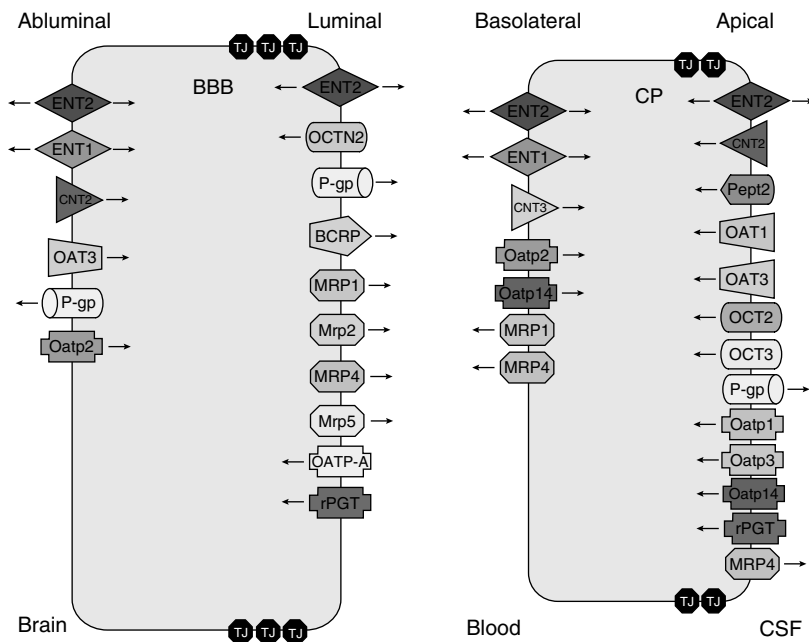 Abluminal
Luminal
TJ TJ TJ
BBB
ENT2
ENT1
CNT2
OAT3
P-gp
Oatp2
ENT2
OCTN2
P-gp
BCRP
MRP1
Mrp2
MRP4
Mrp5
OATP-A
rPGT
Brain
TJ TJ TJ
Basolateral
Apical
TJ TJ
CP
ENT2
ENT1
CNT3
Oatp2
Oatp14
MRP1
MRP4
ENT2
CNT2
Pept2
OAT1
OAT3
OCT2
OCT3
P-gp
Oatp1
Oatp3
Oatp14
rPGT
MRP4
TJ TJ
Blood
CSF